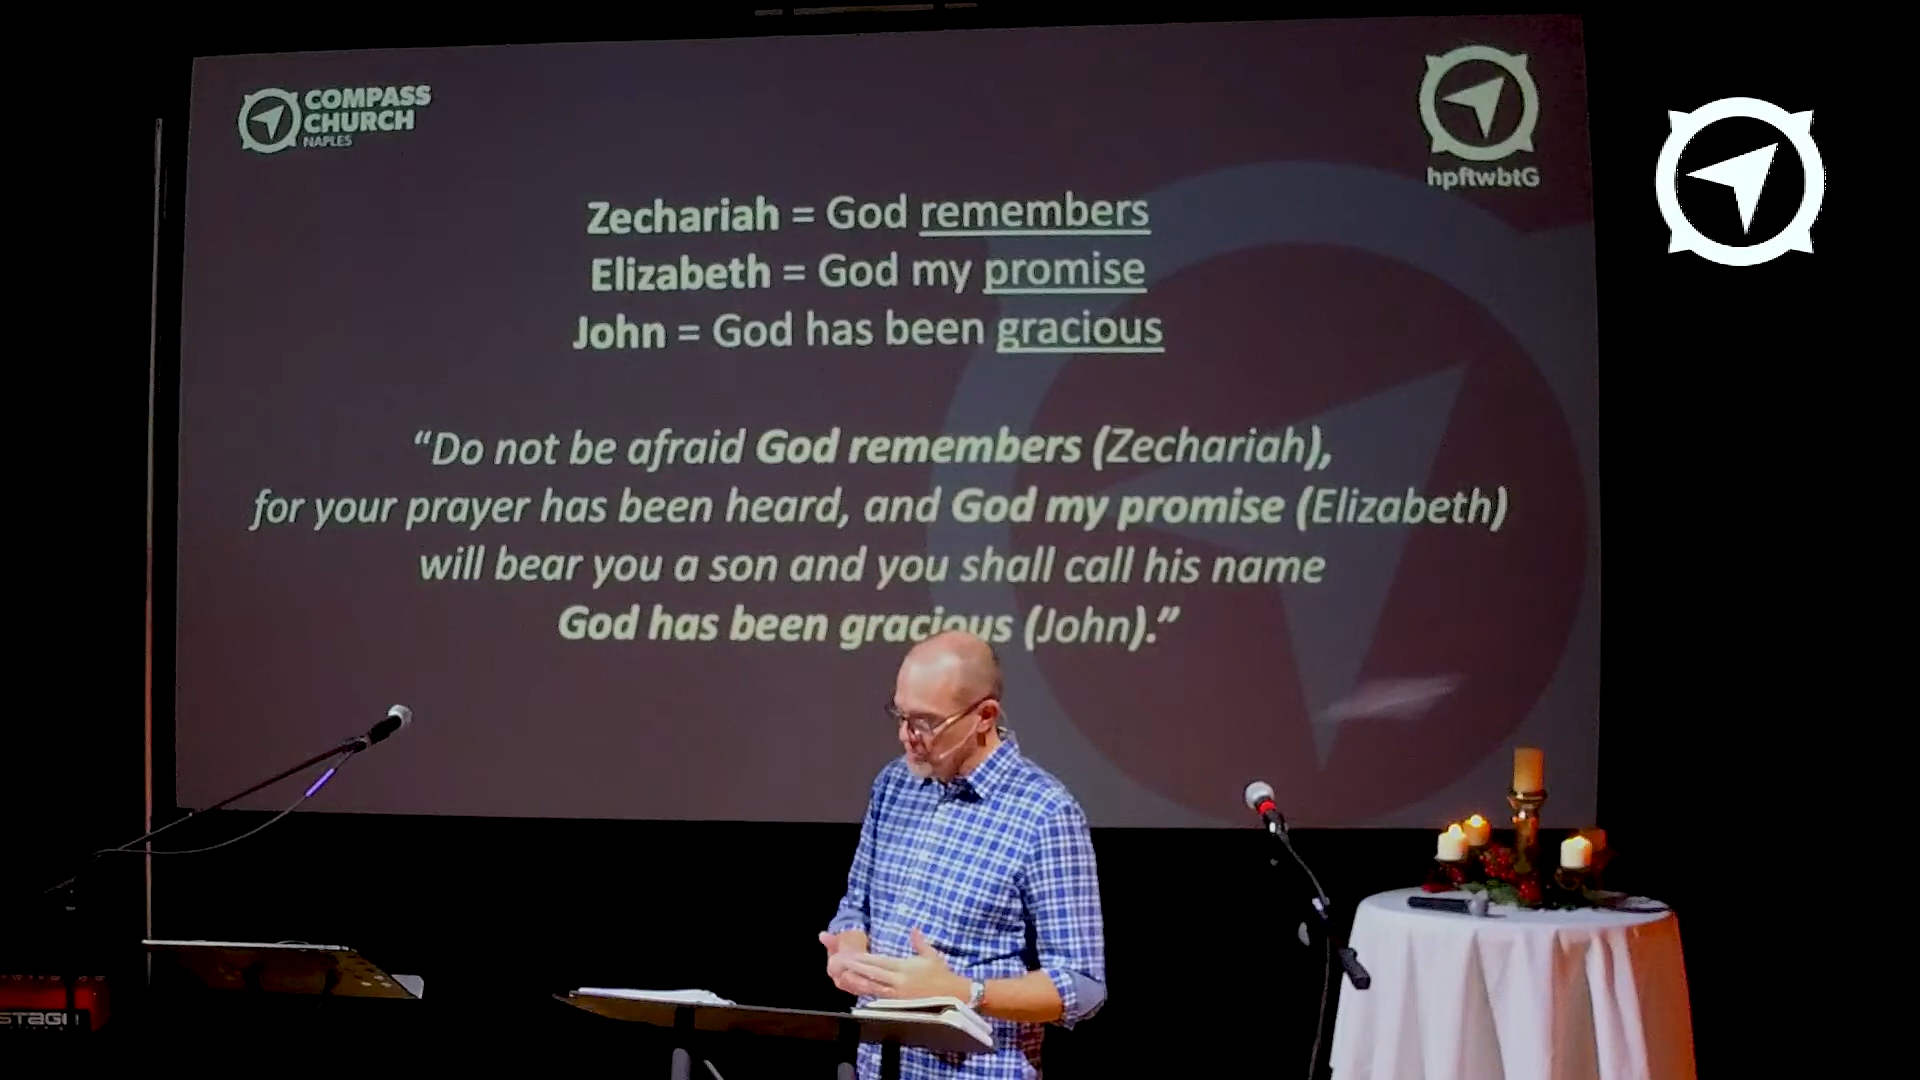 COMPASS
CHURCH
NAPLES
hpftwbtG
Zechariah = God remembers
Elizabeth = God my promise
John = God has been gracious
“Do not be afraid God remembers (Zechariah),
for your prayer has been heard, and God my promise (Elizabeth)
will bear you a son and you shall call his name
God has been gracious (John).”
STAGE